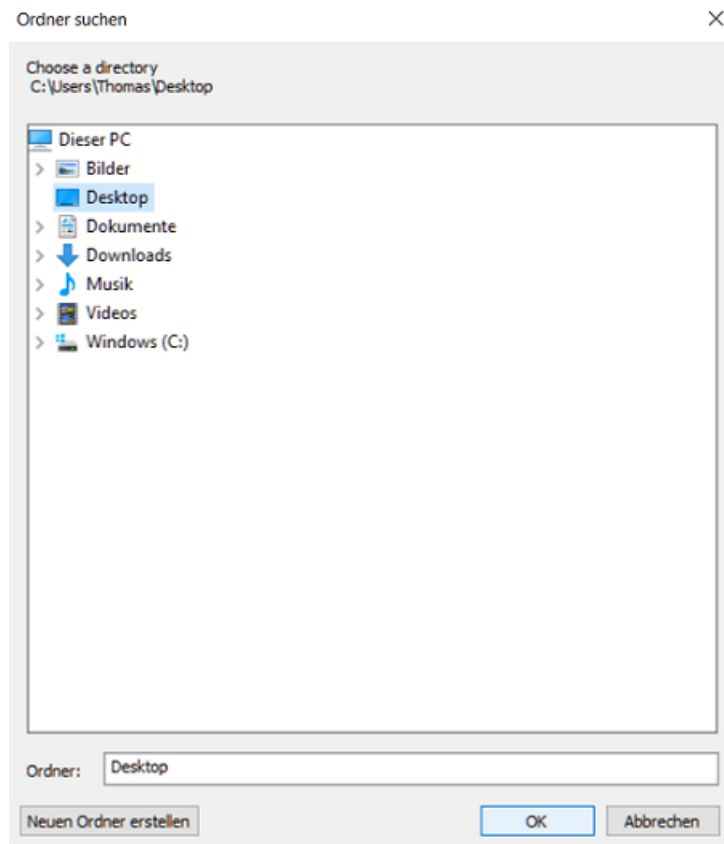 Ordner suchen
Choose a directory
C:\Users\Thomas\Desktop
Dieser PC
Bilder
Desktop
Dokumente
Downloads
Musik
Videos
Windows (C:)
Ordner: Desktop
Neuen Ordner erstellen OK Abbrechen